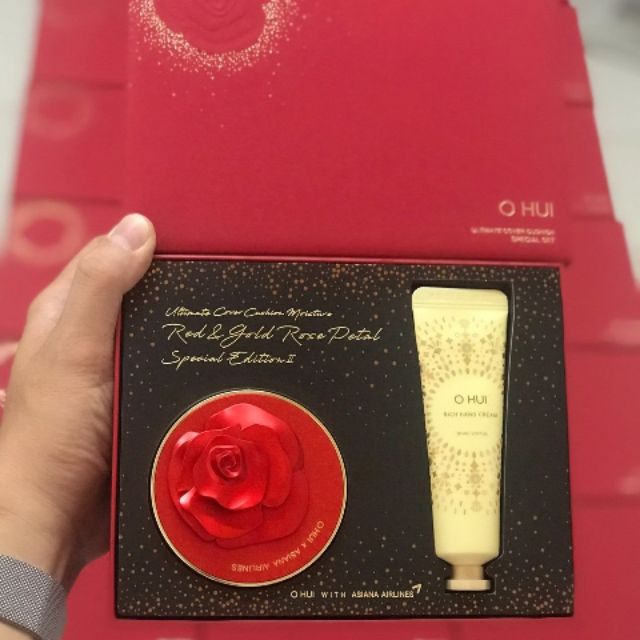 O HUI
ULTIMATE COVER CUSHION
SPECIAL SET
Ultimate Cover Cushion Moisture
Red & Gold Rose Petal
Special Edition II
O HUI
RICH HAND CREAM
OHUI X ASIANA AIRLINES
O HUI WITH ASIANA AIRLINES